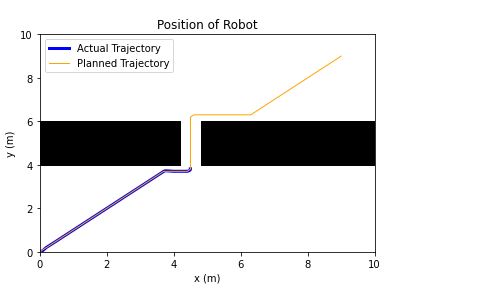 Position of Robot
Actual Trajectory
Planned Trajectory
10
8
6
4
2
0
y (m)
0 2 4 6 8 10
x (m)